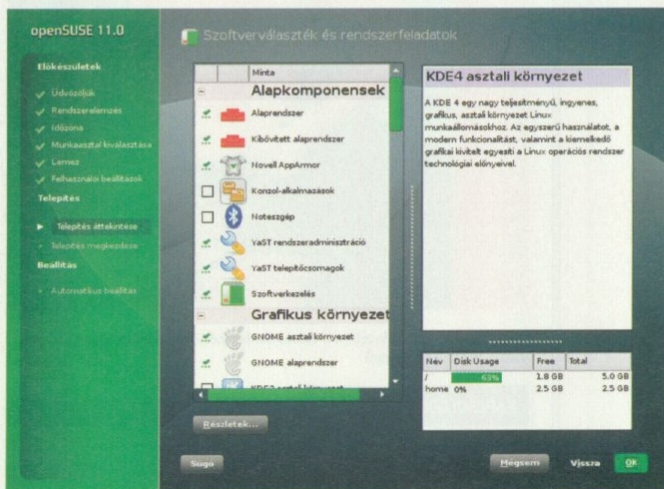 openSUSE 11.0
Előkészületek
Üdvözöljük
Rendszerelemzés
Időzóna
Munkaasztal kiválasztása
Lemez
Felhasználói beállítások
Telepítés
Telepítés áttekintése
Telepítés megkezdése
Beállítás
Automatikus beállítás
Szoftverválaszték és rendszerfeladatok
Minta
Alapkomponensek
Alaprendszer
Kibővített alaprendszer
Novell AppArmor
Konzol-alkalmazások
Noteszgép
YaST rendszeradminisztráció
YaST telepítőcsomagok
Szoftverkezelés
Grafikus környezet
GNOME asztali környezet
GNOME alaprendszer
KDE3 asztali környezet
Részletek...
KDE4 asztali környezet
A KDE 4 egy nagy teljesítményű, ingyenes,
grafikus, asztali környezet Linux
munkaállomásokhoz. Az egyszerű használatot, a
modern funkcionalitást, valamint a kiemelkedő
grafikai kivitelt egyesíti a Linux operációs rendszer
technológiai előnyeivel.
Név Disk Usage Free Total
/ 63% 1.8 GB 5.0 GB
home 0% 2.5 GB 2.5 GB
Súgó Mégsem Vissza OK